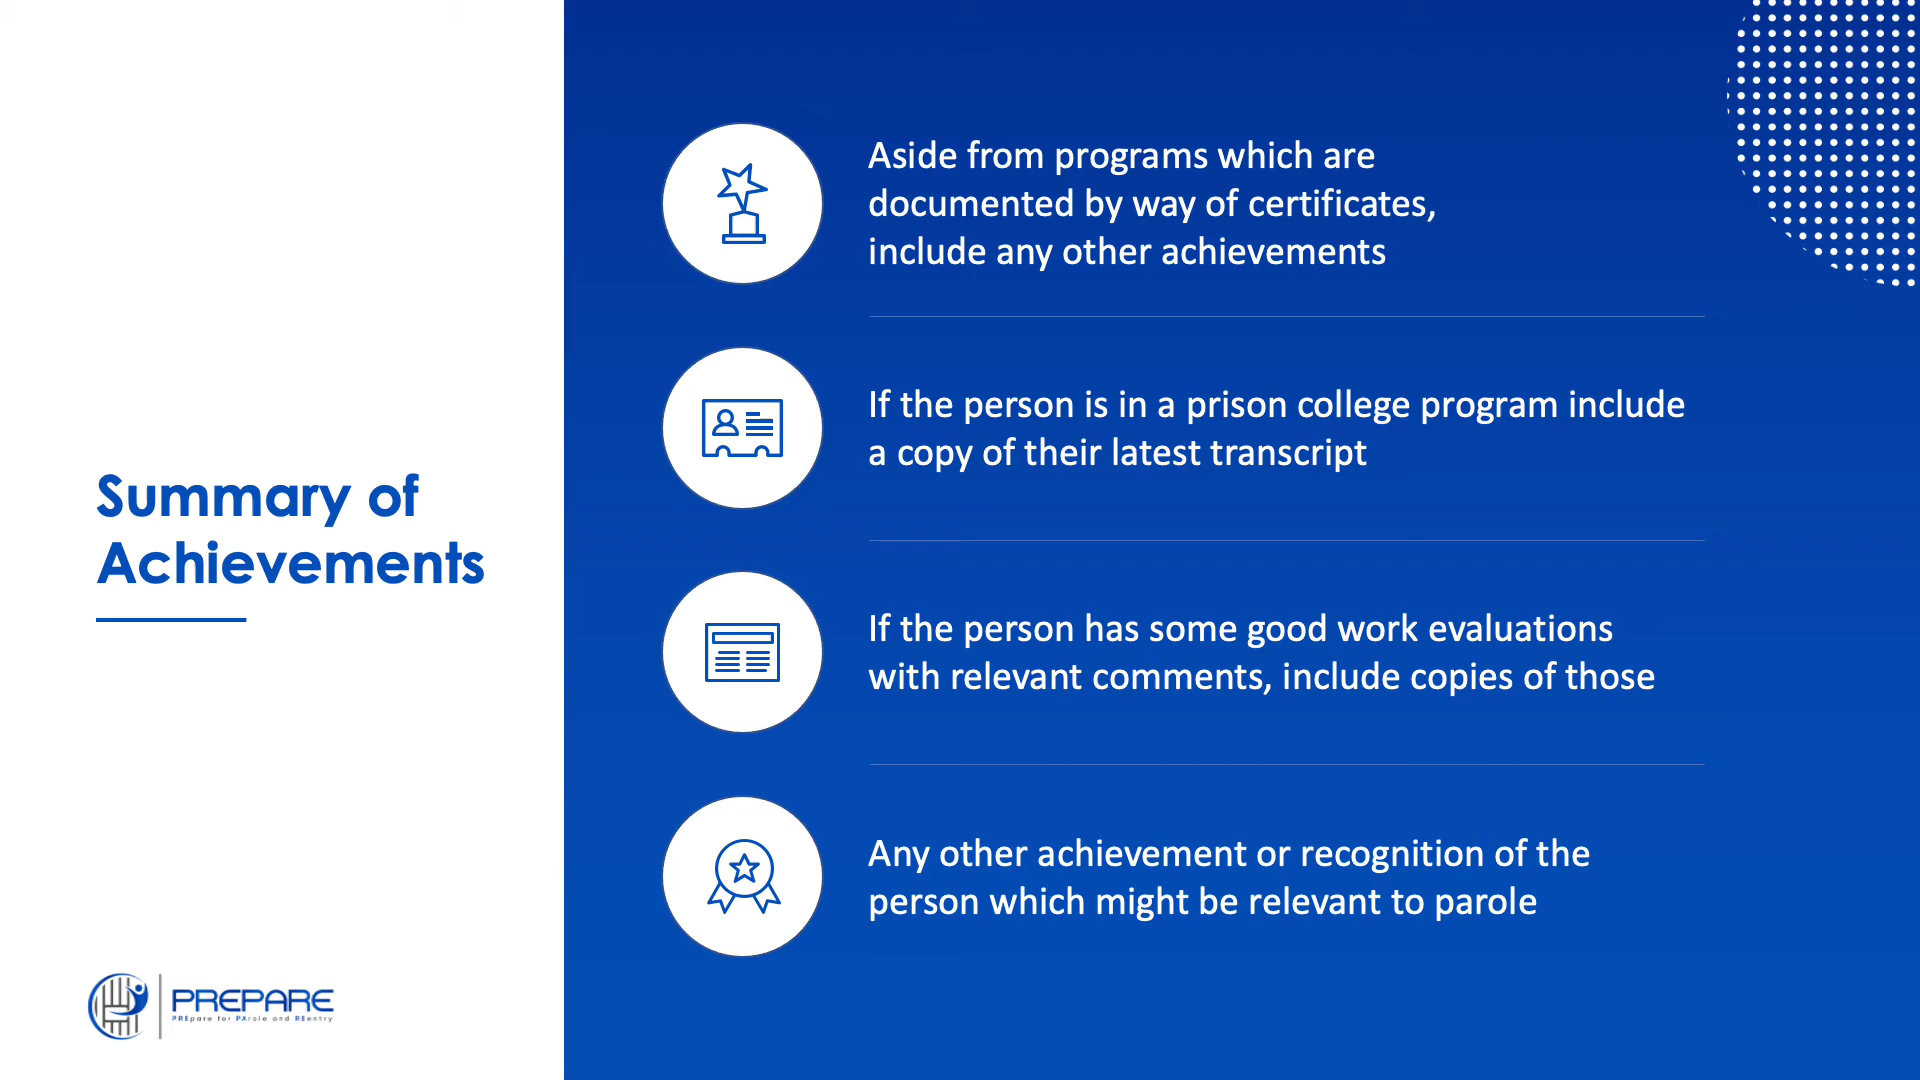 Summary of
Achievements
PREPARE
PREpare for PArole and REentry
Aside from programs which are
documented by way of certificates,
include any other achievements
If the person is in a prison college program include
a copy of their latest transcript
If the person has some good work evaluations
with relevant comments, include copies of those
Any other achievement or recognition of the
person which might be relevant to parole